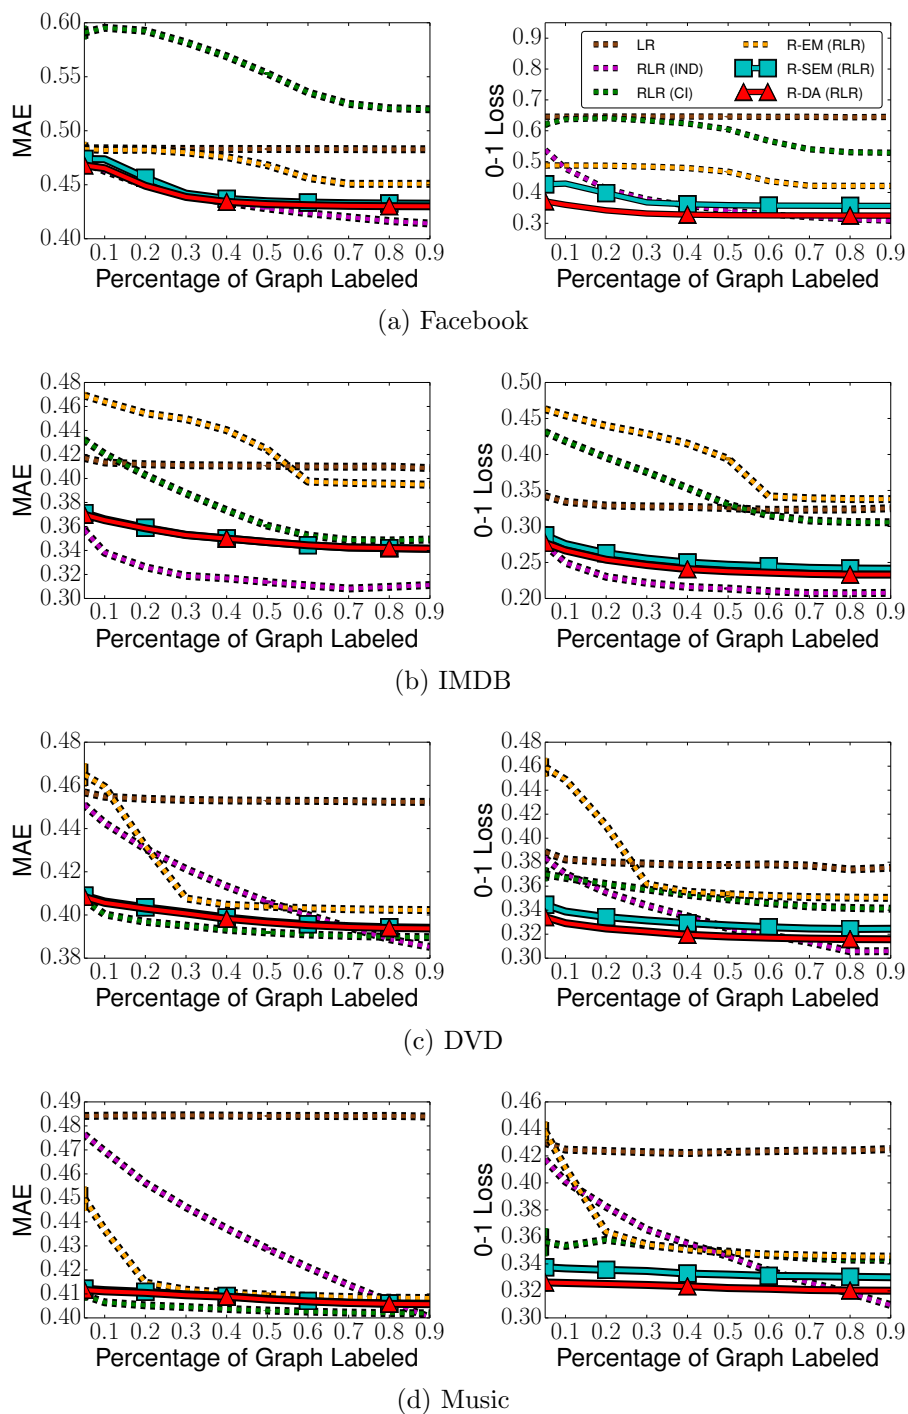 0.60
0.55
0.50
0.45
0.40
MAE
0.1 0.2 0.3 0.4 0.5 0.6 0.7 0.8 0.9
Percentage of Graph Labeled
0.9
0.8
0.7
0.6
0.5
0.4
0.3
0-1 Loss
LR
RLR (IND)
RLR (CI)
R-EM (RLR)
R-SEM (RLR)
R-DA (RLR)
0.1 0.2 0.3 0.4 0.5 0.6 0.7 0.8 0.9
Percentage of Graph Labeled
(a) Facebook
0.48
0.46
0.44
0.42
0.40
0.38
0.36
0.34
0.32
0.30
MAE
0.1 0.2 0.3 0.4 0.5 0.6 0.7 0.8 0.9
Percentage of Graph Labeled
0.50
0.45
0.40
0.35
0.30
0.25
0.20
0-1 Loss
0.1 0.2 0.3 0.4 0.5 0.6 0.7 0.8 0.9
Percentage of Graph Labeled
(b) IMDB
0.48
0.46
0.44
0.42
0.40
0.38
MAE
0.1 0.2 0.3 0.4 0.5 0.6 0.7 0.8 0.9
Percentage of Graph Labeled
0.48
0.46
0.44
0.42
0.40
0.38
0.36
0.34
0.32
0.30
0-1 Loss
0.1 0.2 0.3 0.4 0.5 0.6 0.7 0.8 0.9
Percentage of Graph Labeled
(c) DVD
0.49
0.48
0.47
0.46
0.45
0.44
0.43
0.42
0.41
0.40
MAE
0.1 0.2 0.3 0.4 0.5 0.6 0.7 0.8 0.9
Percentage of Graph Labeled
0.46
0.44
0.42
0.40
0.38
0.36
0.34
0.32
0.30
0-1 Loss
0.1 0.2 0.3 0.4 0.5 0.6 0.7 0.8 0.9
Percentage of Graph Labeled
(d) Music